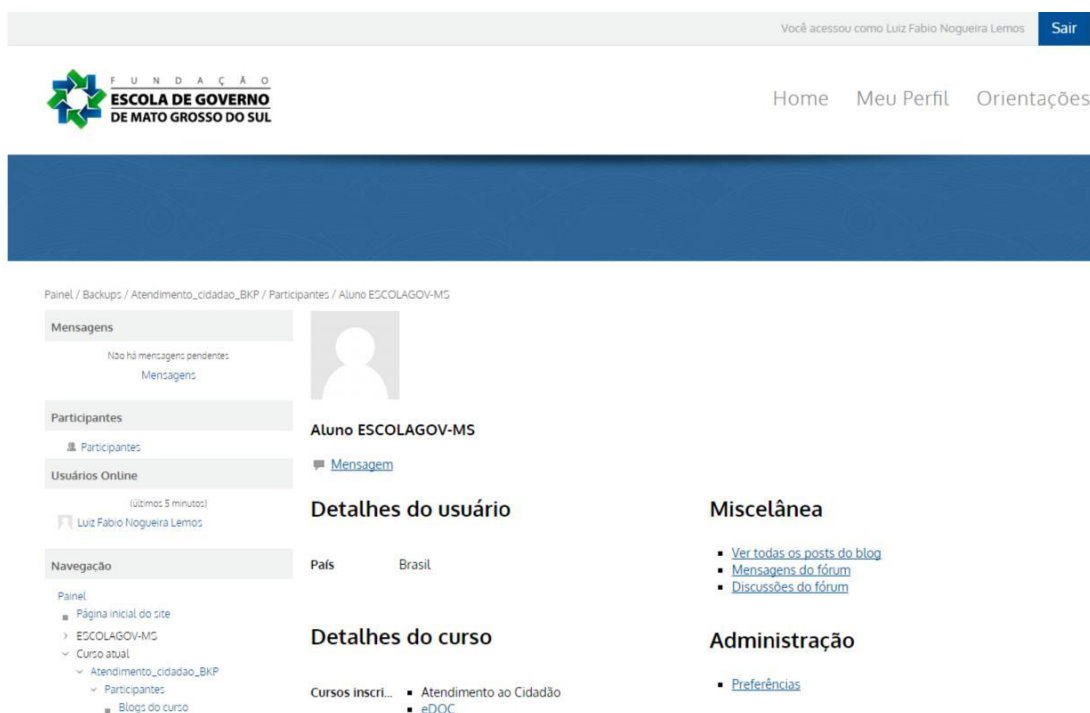 Você acessou como Luiz Fabio Nogueira Lemos Sair
FUNDAÇÃO
ESCOLA DE GOVERNO
DE MATO GROSSO DO SUL
Home Meu Perfil Orientações
Painel / Backups / Atendimento_cidadao_BKP / Participantes / Aluno ESCOLAGOV-MS
Mensagens
Não há mensagens pendentes
Mensagens
Participantes
Participantes
Usuários Online
(últimos 5 minutos)
Luiz Fabio Nogueira Lemos
Navegação
Painel
Página inicial do site
ESCOLAGOV-MS
Curso atual
Atendimento_cidadao_BKP
Participantes
Blogs do curso
Aluno ESCOLAGOV-MS
Mensagem
Detalhes do usuário
País Brasil
Detalhes do curso
Cursos inscri... Atendimento ao Cidadão
eDOC
Miscelânea
Ver todas os posts do blog
Mensagens do fórum
Discussões do fórum
Administração
Preferências